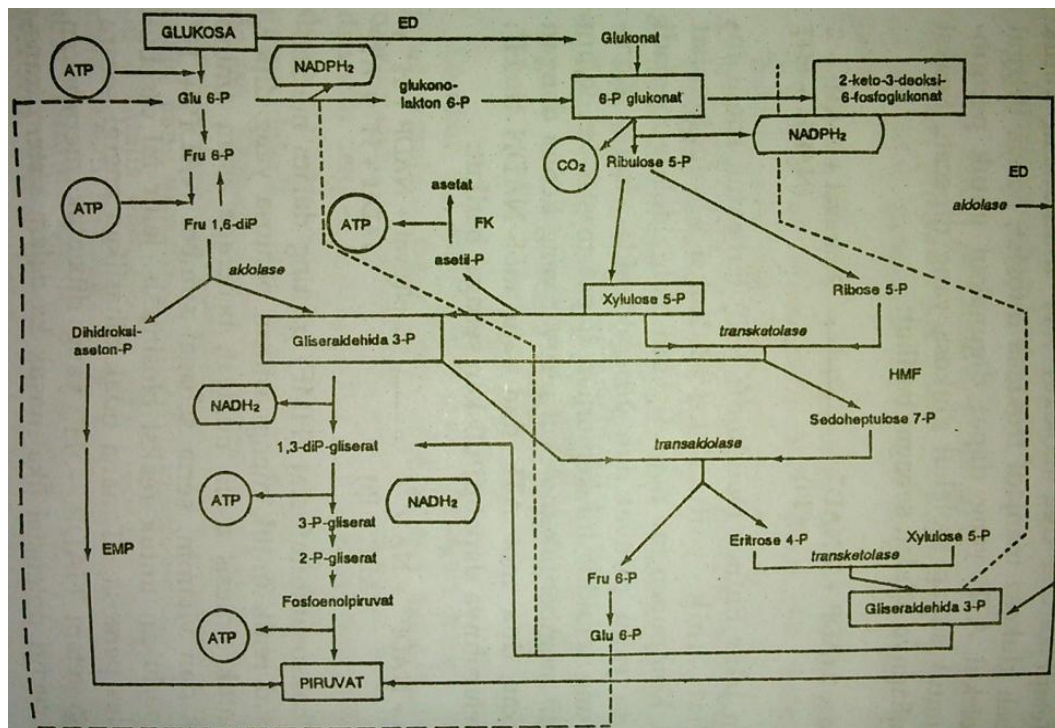 GLUKOSA
ED
Glukonat
ATP
NADPH₂
2-keto-3-deoksi-
6-fosfoglukonat
Glu 6-P
glukono-
lakton 6-P
6-P glukonat
NADPH₂
CO₂
Ribulose 5-P
Fru 6-P
asetat
ED
ATP
ATP
FK
aldolase
Fru 1,6-diP
asetil-P
aldolase
Xylulose 5-P
Ribose 5-P
Dihidroksi-
aseton-P
Gliseraldehida 3-P
transketolase
HMF
NADH₂
Sedoheptulose 7-P
1,3-diP-gliserat
transaldolase
ATP
NADH₂
3-P-gliserat
EMP
2-P-gliserat
Eritrose 4-P
Xylulose 5-P
transketolase
Fru 6-P
Fosfoenolpiruvat
Gliseraldehida 3-P
ATP
Glu 6-P
PIRUVAT